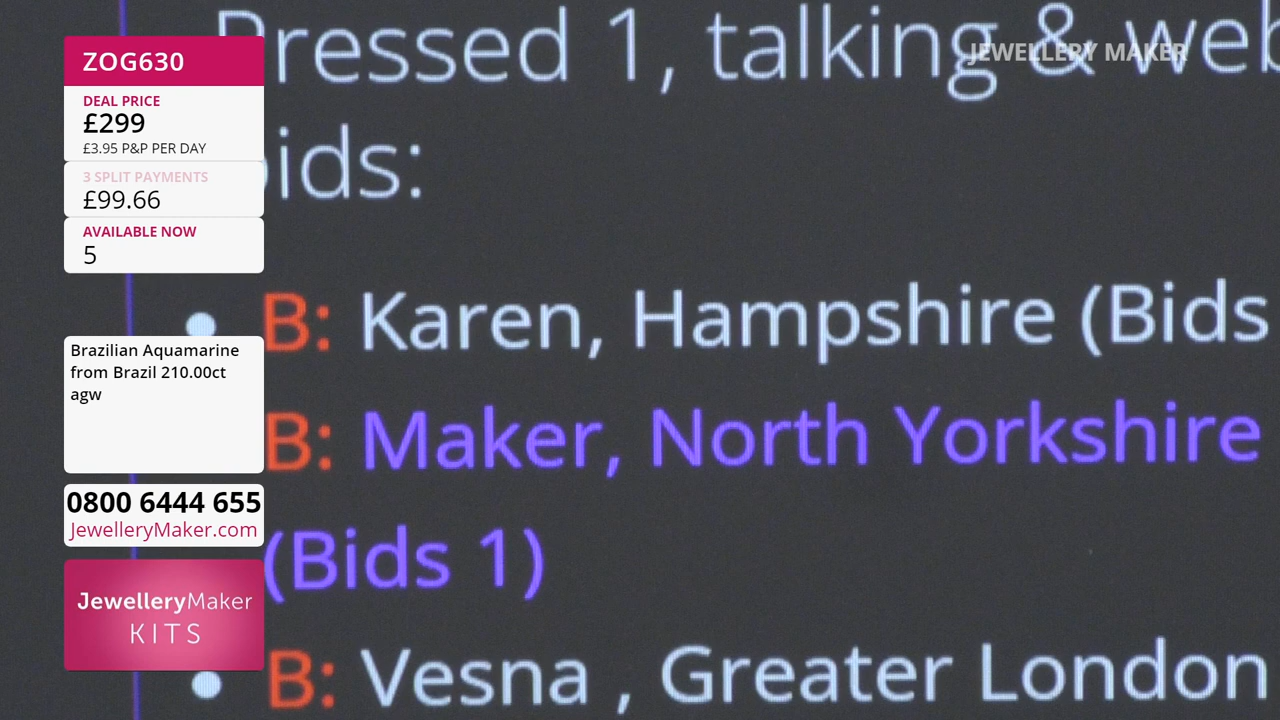 ZOG630
DEAL PRICE
£299
£3.95 P&P PER DAY
3 SPLIT PAYMENTS
£99.66
AVAILABLE NOW
5
Brazilian Aquamarine
from Brazil 210.00ct
agw
0800 6444 655
JewelleryMaker.com
JewelleryMaker
KITS
JEWELLERY MAKER
Pressed 1, talking & web
bids:
• B: Karen, Hampshire (Bids
B: Maker, North Yorkshire
(Bids 1)
• B: Vesna , Greater London